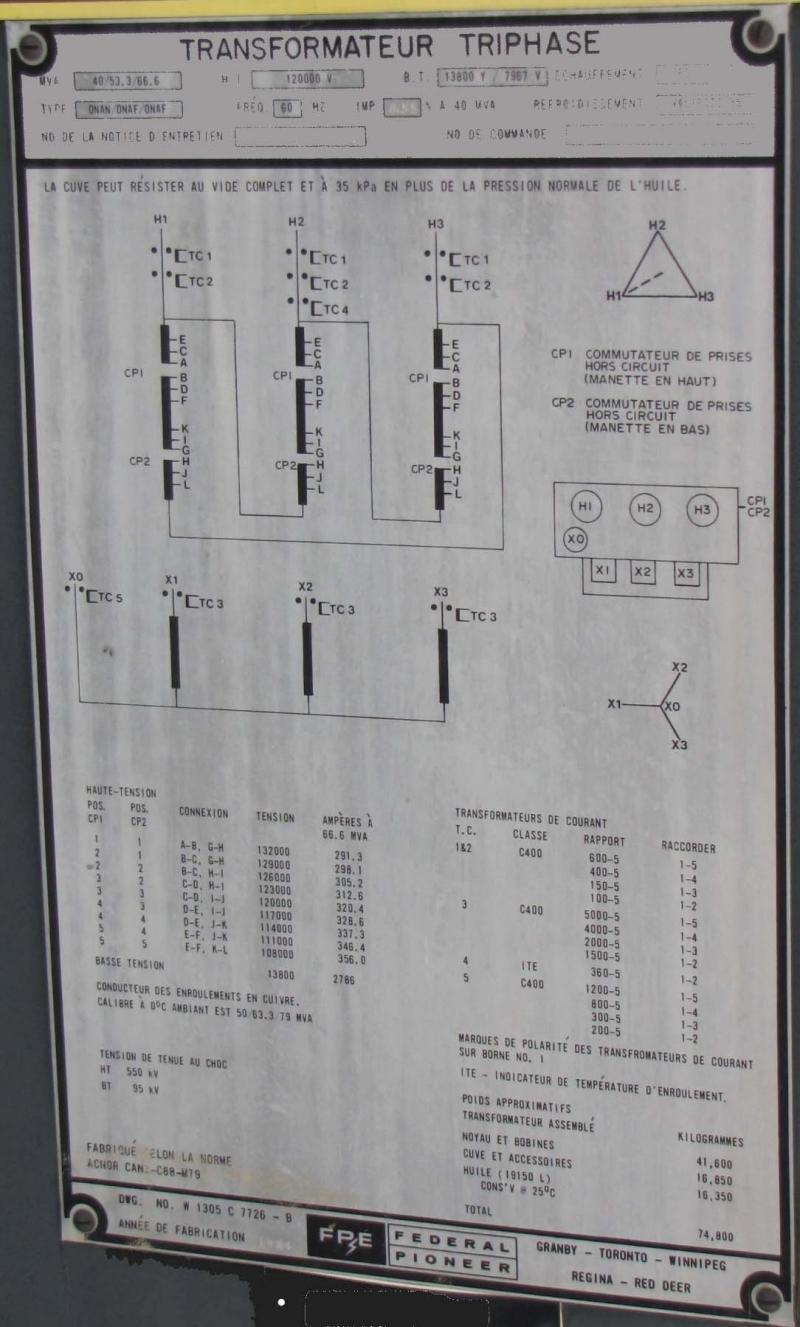 TRANSFORMATEUR TRIPHASE
MVA 40/53.3/66.6 H T 120000 V B.T. 13800 Y / 7967 V ECHAUFFEMENT
TYPE ONAN/ONAF/ONAF FRÉQ 60 HZ IMP % A 40 MVA REFROIDISSEMENT
NO DE LA NOTICE D ENTRETIEN NO DE COMMANDE
LA CUVE PEUT RÉSISTER AU VIDE COMPLET ET À 35 kPa EN PLUS DE LA PRESSION NORMALE DE L'HUILE.
H1 H2 H3 H2
TC 1 TC 1 TC 1
TC 2 TC 2 TC 2
TC 4
H1 H3
E E E
C C C
A A A
CP1 CP1 CP1
B B B
D D D
F F F
K K K
I I I
G G G
CP2 CP2 CP2
H H H
J J J
L L L
CP1 COMMUTATEUR DE PRISES
HORS CIRCUIT
(MANETTE EN HAUT)
CP2 COMMUTATEUR DE PRISES
HORS CIRCUIT
(MANETTE EN BAS)
H1 H2 H3 CP1
CP2
X0
X1 X2 X3
X0 X1 X2 X3
TC 5 TC 3 TC 3 TC 3
X2
X1 X0
X3
HAUTE-TENSION
POS. POS. CONNEXION TENSION AMPÈRES À
CP1 CP2 66.6 MVA
1 1 A-B, G-H 132000 291.3
2 1 B-C, G-H 129000 298.1
2 2 B-C, H-I 126000 305.2
3 2 C-D, H-I 123000 312.6
3 3 C-D, I-J 120000 320.4
4 3 D-E, I-J 117000 328.6
4 4 D-E, J-K 114000 337.3
5 4 E-F, J-K 111000 346.4
5 5 E-F, K-L 108000 356.0
BASSE TENSION 13800 2786
CONDUCTEUR DES ENROULEMENTS EN CUIVRE.
CALIBRE À 0ºC AMBIANT EST 50/63.3/79 MVA
TENSION DE TENUE AU CHOC
HT 550 kV
BT 95 kV
FABRIQUÉ ELON LA NORME
ACNOR CAN.-C88-M79
TRANSFORMATEURS DE COURANT
T.C. CLASSE RAPPORT RACCORDER
1&2 C400 600-5 1-5
400-5 1-4
150-5 1-3
100-5 1-2
3 C400 5000-5 1-5
4000-5 1-4
2000-5 1-3
1500-5 1-2
4 ITE 360-5 1-2
5 C400 1200-5 1-5
800-5 1-4
300-5 1-3
200-5 1-2
MARQUES DE POLARITÉ DES TRANSFROMATEURS DE COURANT
SUR BORNE NO. 1
ITE - INDICATEUR DE TEMPÉRATURE D'ENROULEMENT.
POIDS APPROXIMATIFS
TRANSFORMATEUR ASSEMBLÉ KILOGRAMMES
NOYAU ET BOBINES 41,600
CUVE ET ACCESSOIRES 16,850
HUILE (19150 L) 16,350
CONS'V @ 25ºC
TOTAL 74,800
DWG. NO. W 1305 C 7726 - B
ANNÉE DE FABRICATION
FPE FEDERAL
PIONEER
GRANBY - TORONTO - WINNIPEG
REGINA - RED DEER